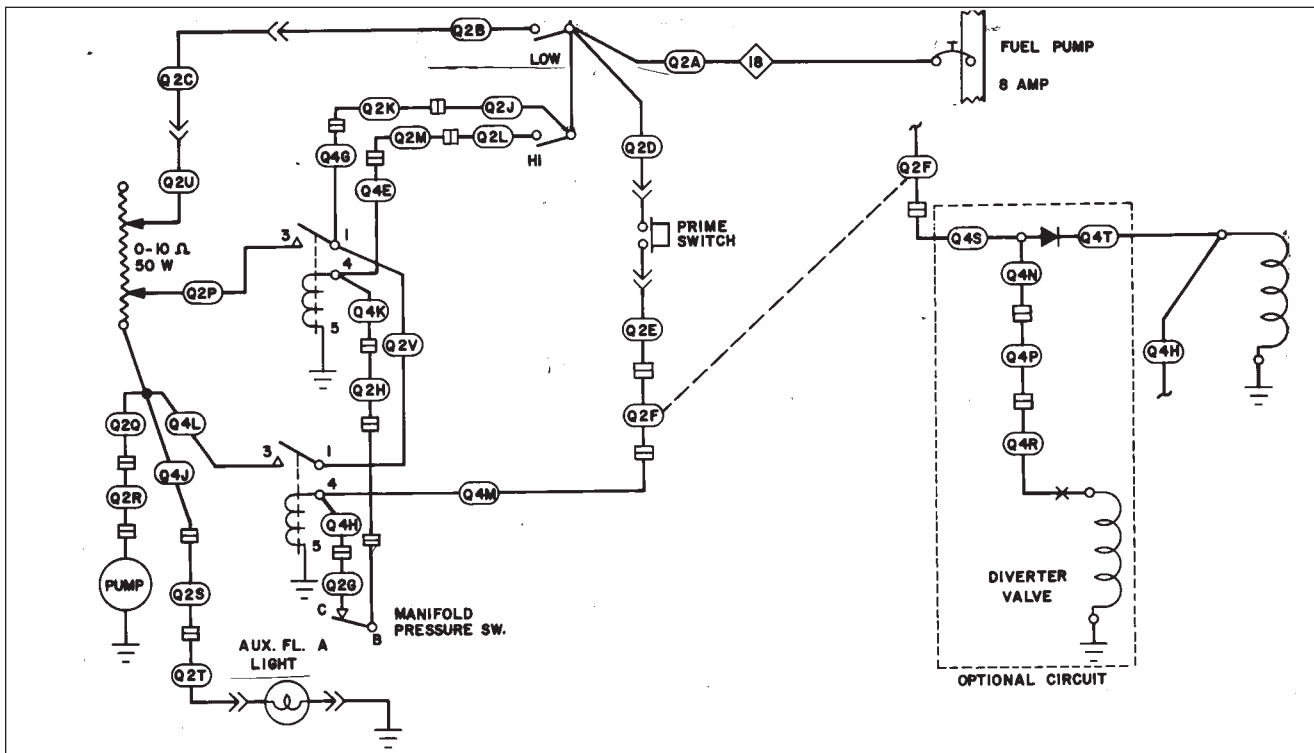 Q2B
LOW
Q2A
18
T
FUEL PUMP
8 AMP
Q2C
Q2K
Q2J
Q2M
Q2L
HI
Q4G
Q2D
Q2F
Q2U
Q4E
PRIME
SWITCH
0-10 Ω
50 W
3
1
4
Q4S
Q4T
Q2P
Q4K
5
Q2V
Q4N
Q2E
Q4P
Q4H
Q2H
Q2F
Q2Q
Q4L
3
1
Q4R
Q4J
4
Q4M
Q2R
Q4H
5
PUMP
Q2S
Q2G
C
B
MANIFOLD
PRESSURE SW.
DIVERTER
VALVE
AUX. FL. A
LIGHT
Q2T
OPTIONAL CIRCUIT